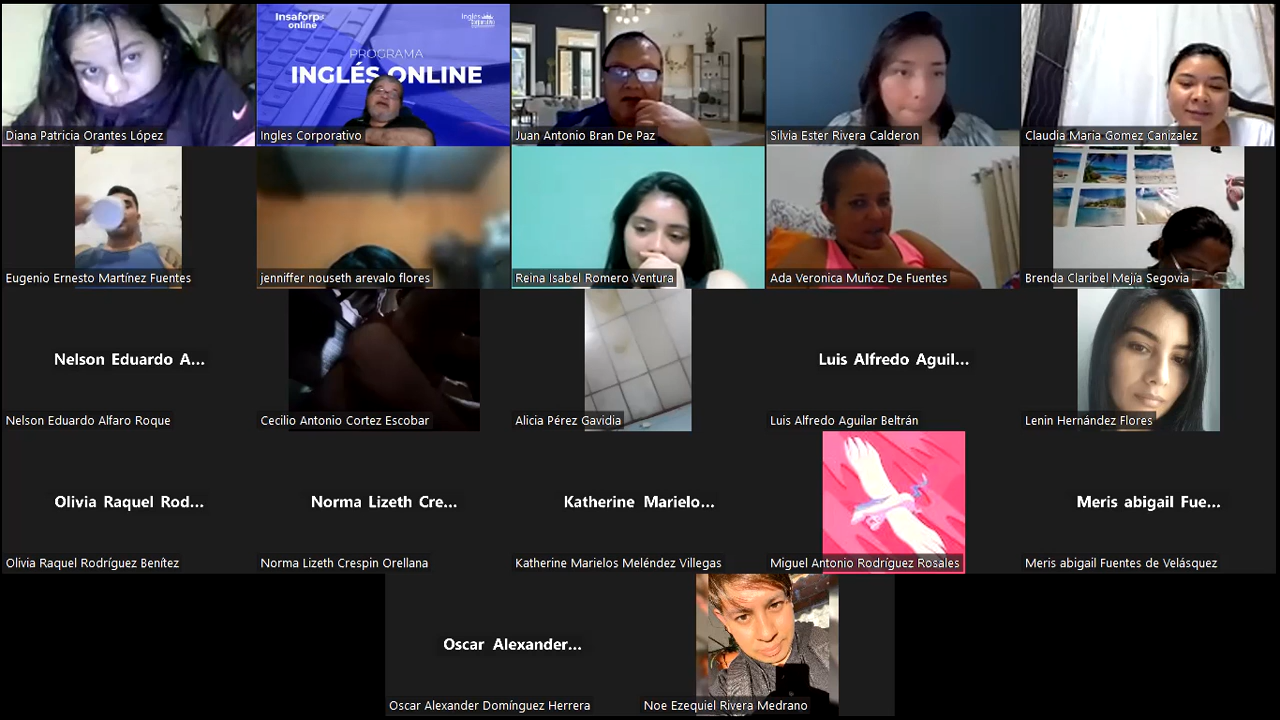 Insaforp
online
Inglés
Corporativo
PROGRAMA
INGLÉS ONLINE
Diana Patricia Orantes López
Ingles Corporativo
Juan Antonio Bran De Paz
Silvia Ester Rivera Calderon
Claudia Maria Gomez Canizalez
Eugenio Ernesto Martínez Fuentes
jenniffer nouseth arevalo flores
Reina Isabel Romero Ventura
Ada Veronica Muñoz De Fuentes
Brenda Claribel Mejía Segovia
Nelson Eduardo A...
Luis Alfredo Aguil...
Nelson Eduardo Alfaro Roque
Cecilio Antonio Cortez Escobar
Alicia Pérez Gavidia
Luis Alfredo Aguilar Beltrán
Lenin Hernández Flores
Olivia Raquel Rod...
Norma Lizeth Cre...
Katherine Marielo...
Meris abigail Fue...
Olivia Raquel Rodríguez Benítez
Norma Lizeth Crespin Orellana
Katherine Marielos Meléndez Villegas
Miguel Antonio Rodríguez Rosales
Meris abigail Fuentes de Velásquez
Oscar Alexander...
Oscar Alexander Domínguez Herrera
Noe Ezequiel Rivera Medrano